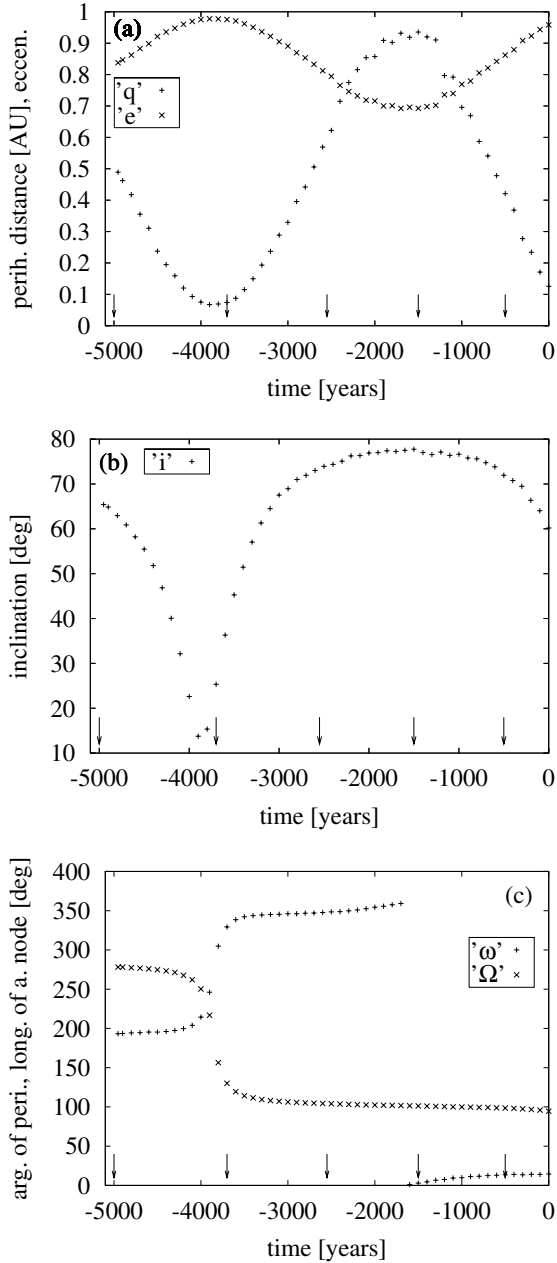 (a)
perih. distance [AU], eccen.
1
0.9
0.8
0.7
0.6
0.5
0.4
0.3
0.2
0.1
0
'q' +
'e' ×
-5000 -4000 -3000 -2000 -1000 0
time [years]
(b)
'i' +
inclination [deg]
80
70
60
50
40
30
20
10
-5000 -4000 -3000 -2000 -1000 0
time [years]
(c)
arg. of peri., long. of a. node [deg]
400
350
300
250
200
150
100
50
0
'ω' +
'Ω' ×
-5000 -4000 -3000 -2000 -1000 0
time [years]